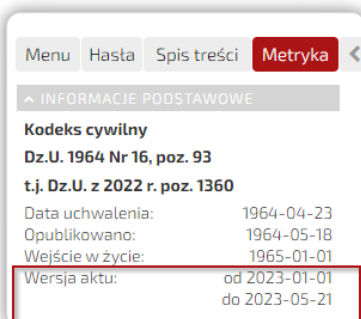 Menu Hasła Spis treści Metryka
INFORMACJE PODSTAWOWE
Kodeks cywilny
Dz.U. 1964 Nr 16, poz. 93
t.j. Dz.U. z 2022 r. poz. 1360
Data uchwalenia: 1964-04-23
Opublikowano: 1964-05-18
Wejście w życie: 1965-01-01
Wersja aktu: od 2023-01-01
do 2023-05-21